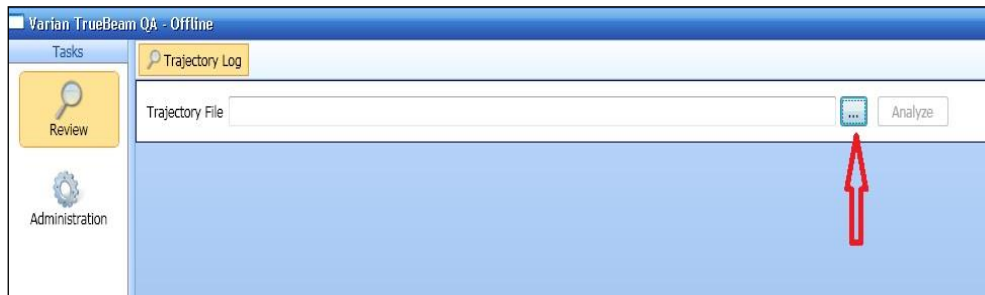 Varian TrueBeam QA - Offline
Tasks
Trajectory Log
Review
Trajectory File
...
Analyze
Administration